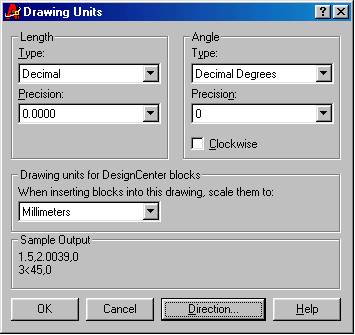 Drawing Units
Length
Type:
Decimal
Precision:
0.0000
Angle
Type:
Decimal Degrees
Precision:
0
Clockwise
Drawing units for DesignCenter blocks
When inserting blocks into this drawing, scale them to:
Millimeters
Sample Output
1.5,2.0039,0
3<45,0
OK
Cancel
Direction...
Help